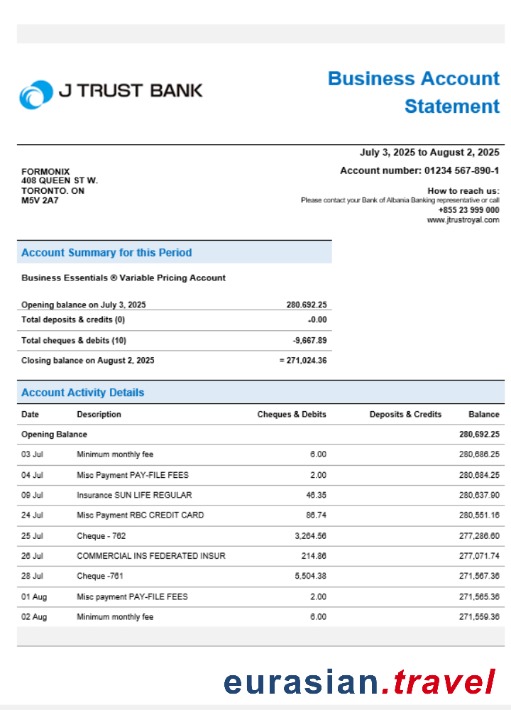 J TRUST BANK
Business Account
Statement
July 3, 2025 to August 2, 2025
FORMONIX
408 QUEEN ST W.
TORONTO. ON
M5V 2A7
Account number: 01234 567-890-1
How to reach us:
Please contact your Bank of Albania Banking representative or call
+855 23 999 000
www.jtrustroyal.com
Account Summary for this Period
Business Essentials ® Variable Pricing Account
Opening balance on July 3, 2025 280.692.25
Total deposits & credits (0) -0.00
Total cheques & debits (10) -9,667.89
Closing balance on August 2, 2025 = 271,024.36
Account Activity Details
Date Description Cheques & Debits Deposits & Credits Balance
Opening Balance 280,692.25
03 Jul Minimum monthly fee 6.00 280,686.25
04 Jul Misc Payment PAY-FILE FEES 2.00 280,684.25
09 Jul Insurance SUN LIFE REGULAR 46.35 280,637.90
24 Jul Misc Payment RBC CREDIT CARD 86.74 280,551.16
25 Jul Cheque - 762 3,264.56 277,286.60
26 Jul COMMERCIAL INS FEDERATED INSUR 214.86 277,071.74
28 Jul Cheque -761 5,504.38 271,567.36
01 Aug Misc payment PAY-FILE FEES 2.00 271,565.36
02 Aug Minimum monthly fee 6.00 271,559.36
eurasian.travel